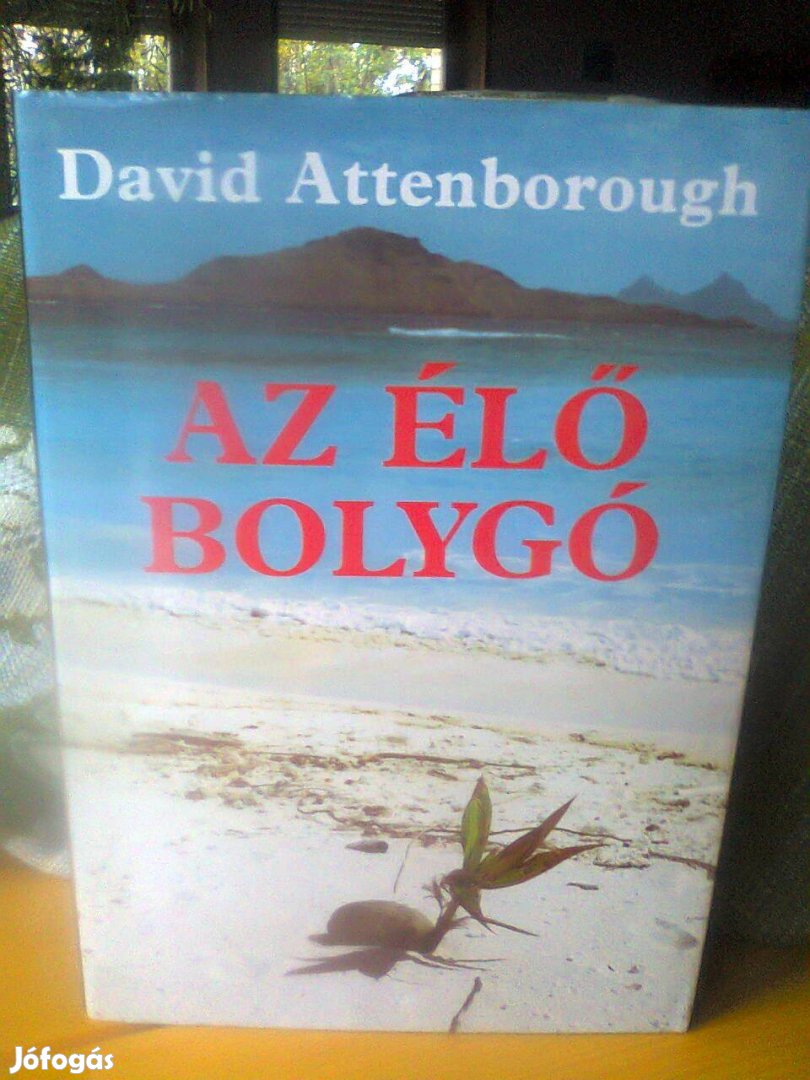 David Attenborough
AZ ÉLŐ
BOLYGÓ
Jófogás